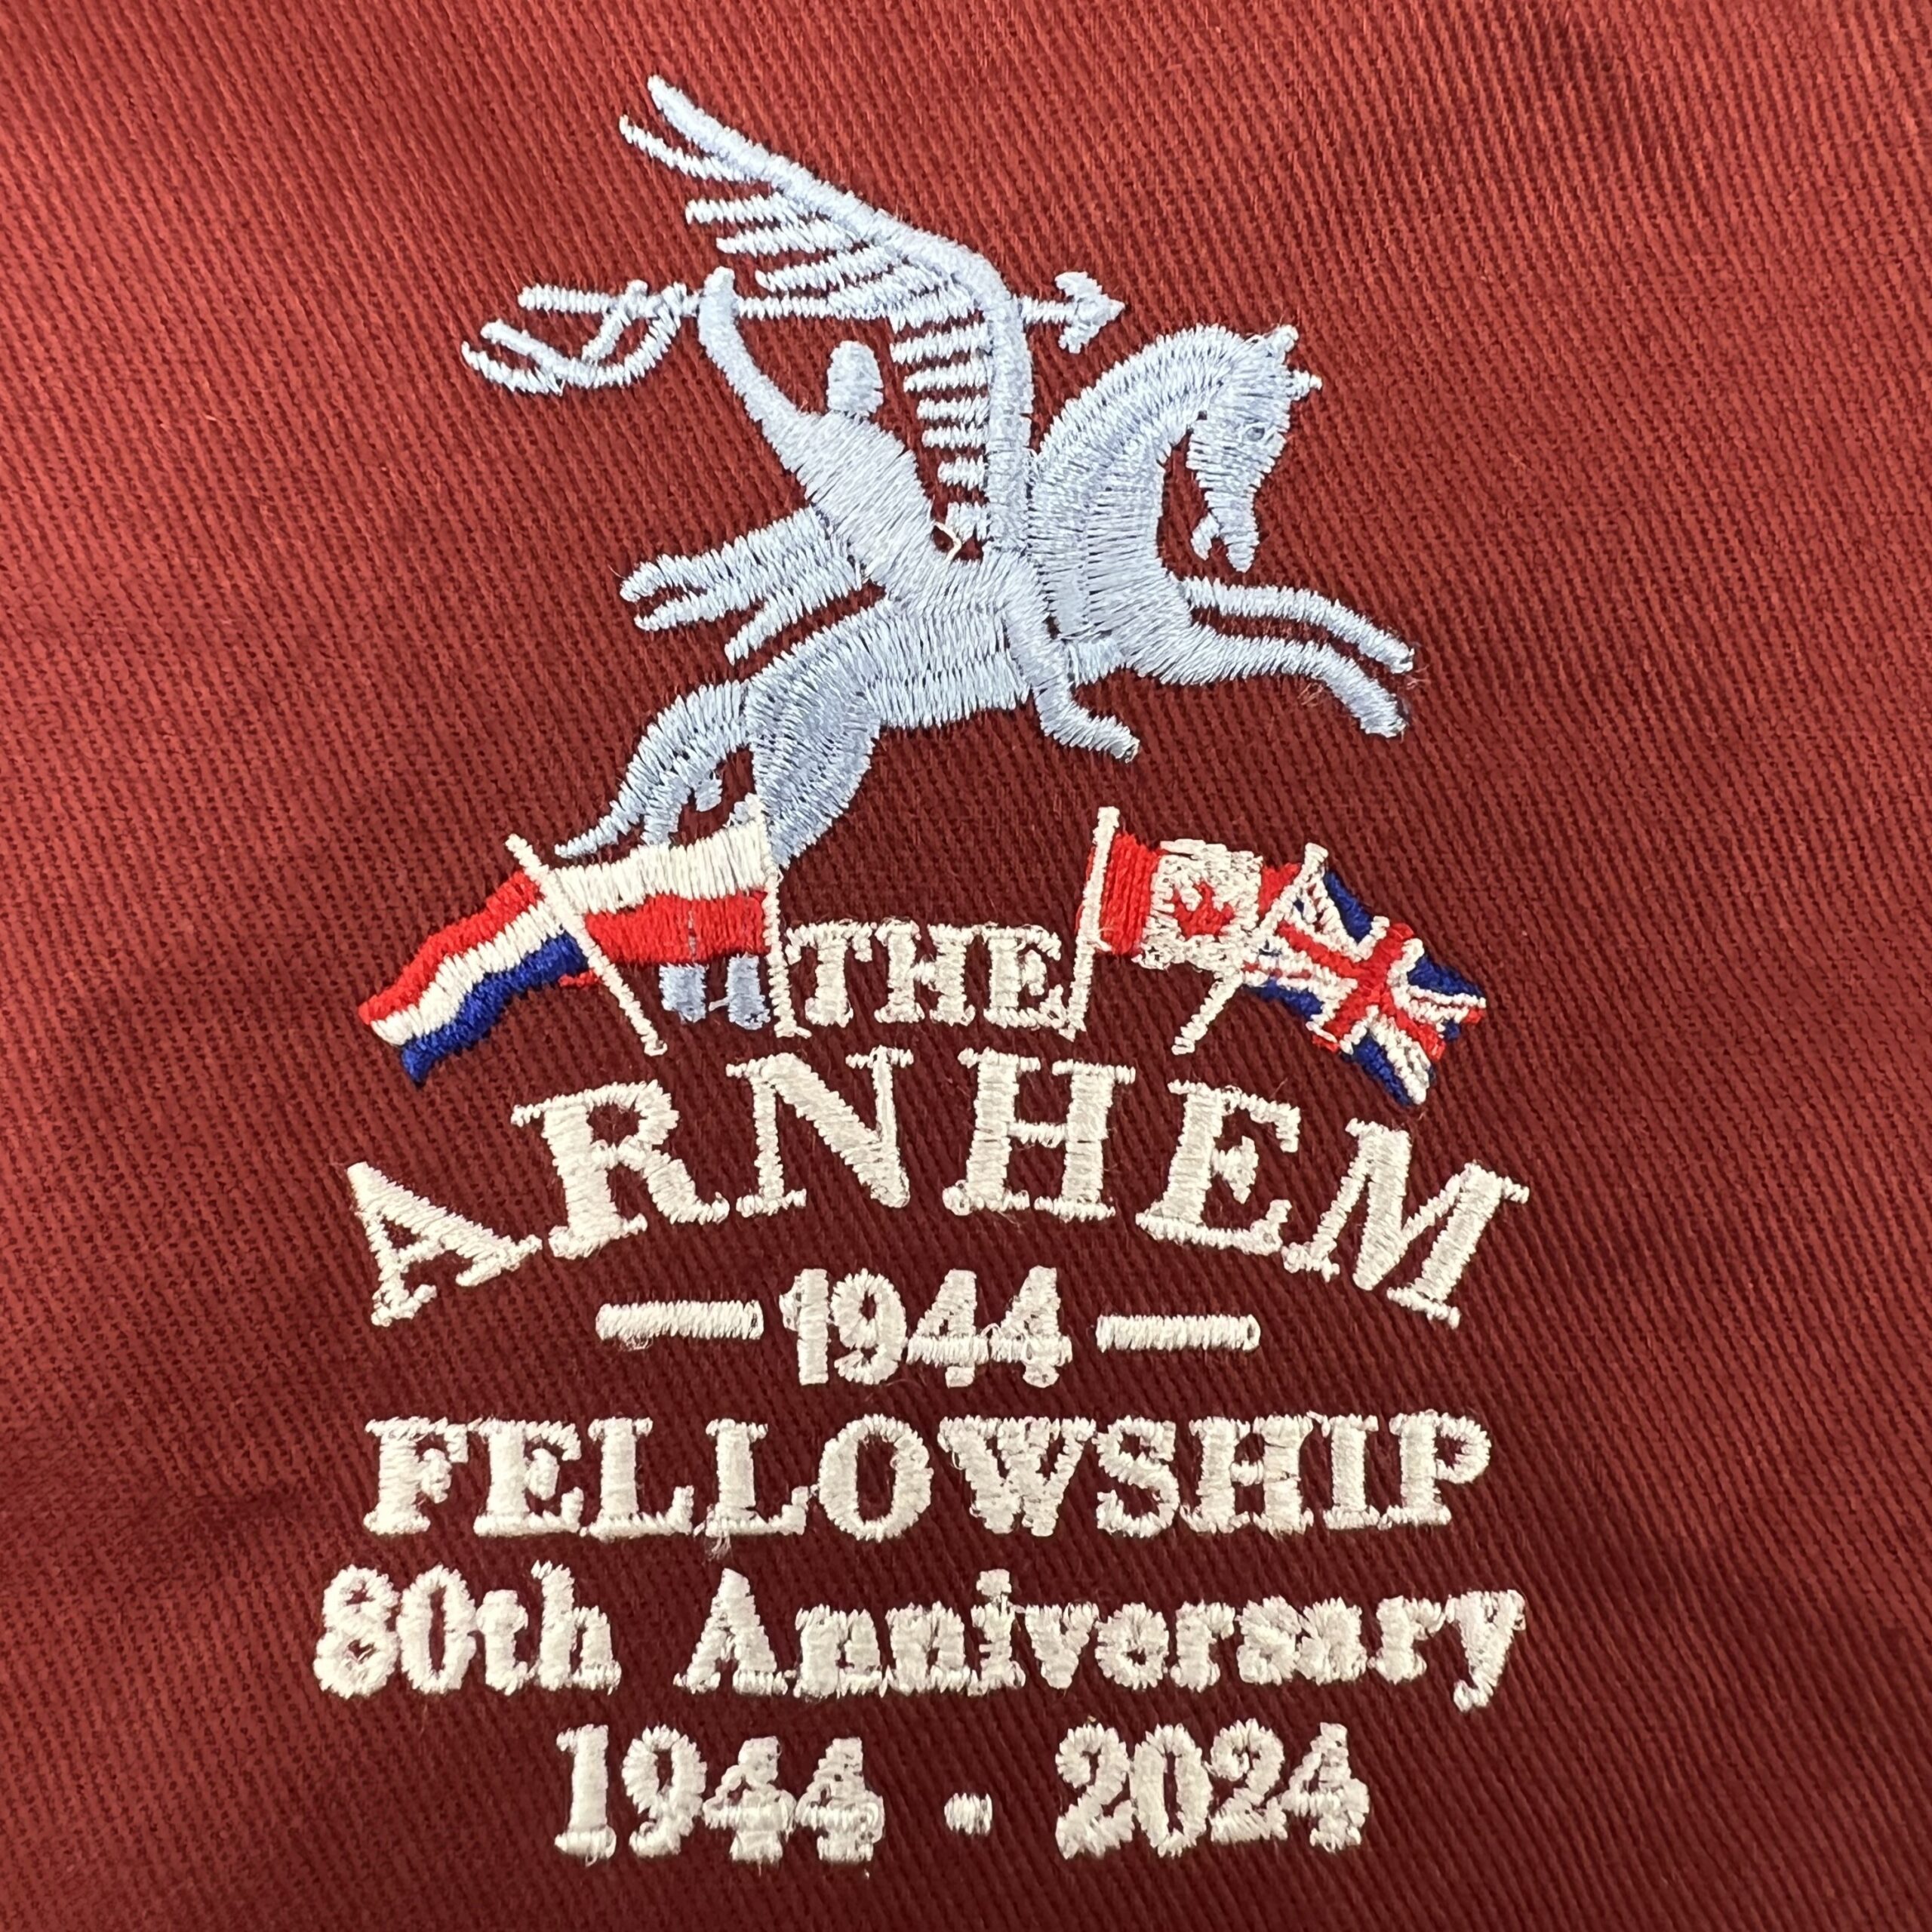 THE
ARNHEM
—1944—
FELLOWSHIP
80th Anniversary
1944 - 2024